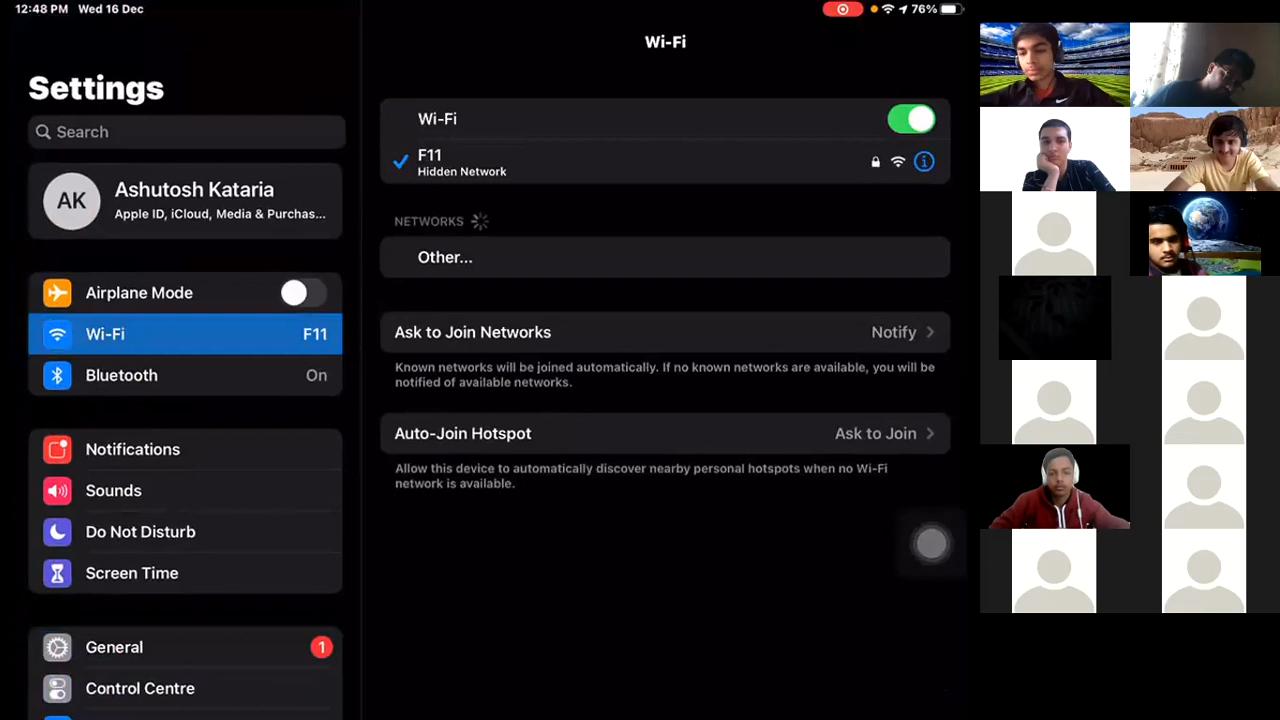 12:48 PM Wed 16 Dec
76%
Settings
Search
AK
Ashutosh Kataria
Apple ID, iCloud, Media & Purchas...
Airplane Mode
Wi-Fi F11
Bluetooth On
Notifications
Sounds
Do Not Disturb
Screen Time
General 1
Control Centre
Wi-Fi
Wi-Fi
F11
Hidden Network
NETWORKS
Other...
Ask to Join Networks Notify
Known networks will be joined automatically. If no known networks are available, you will be
notified of available networks.
Auto-Join Hotspot Ask to Join
Allow this device to automatically discover nearby personal hotspots when no Wi-Fi
network is available.